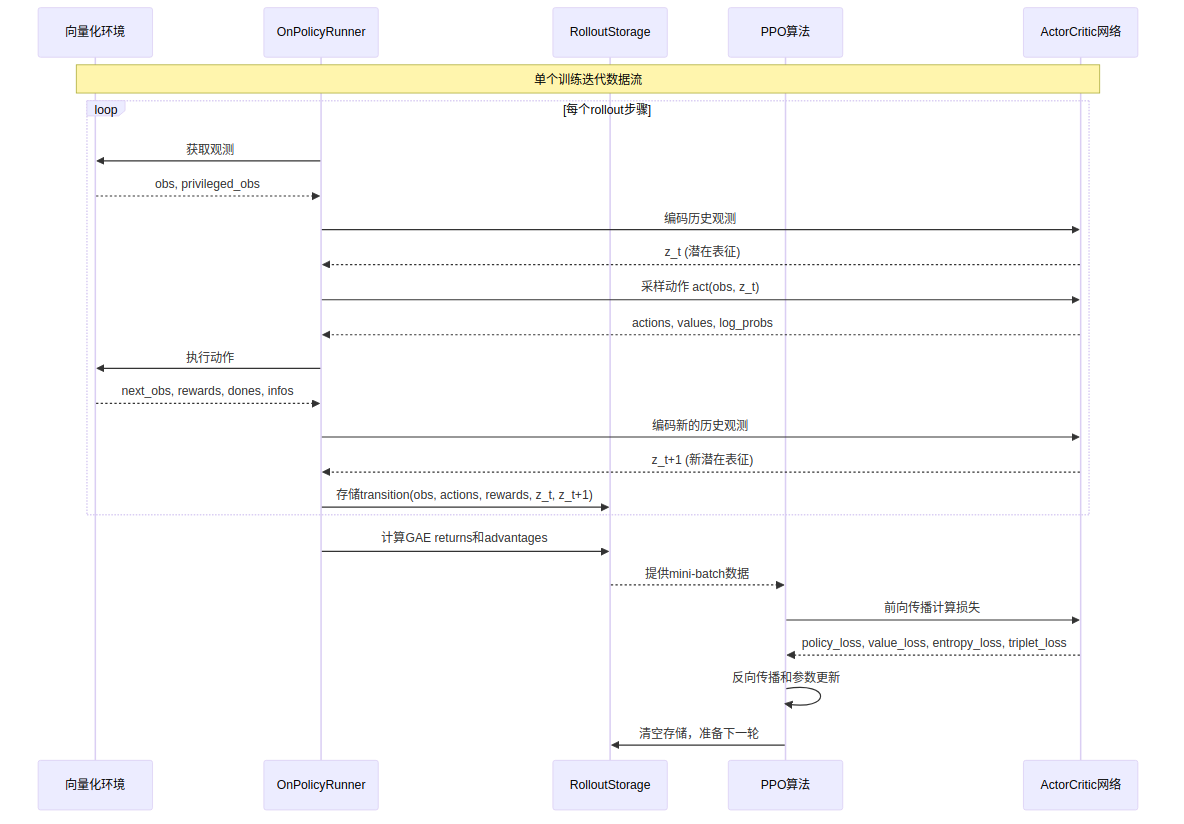 向量化环境
OnPolicyRunner
RolloutStorage
PPO算法
ActorCritic网络
单个训练迭代数据流
loop
[每个rollout步骤]
获取观测
obs, privileged_obs
编码历史观测
z_t (潜在表征)
采样动作 act(obs, z_t)
actions, values, log_probs
执行动作
next_obs, rewards, dones, infos
编码新的历史观测
z_t+1 (新潜在表征)
存储transition(obs, actions, rewards, z_t, z_t+1)
计算GAE returns和advantages
提供mini-batch数据
前向传播计算损失
policy_loss, value_loss, entropy_loss, triplet_loss
反向传播和参数更新
清空存储，准备下一轮
向量化环境
OnPolicyRunner
RolloutStorage
PPO算法
ActorCritic网络